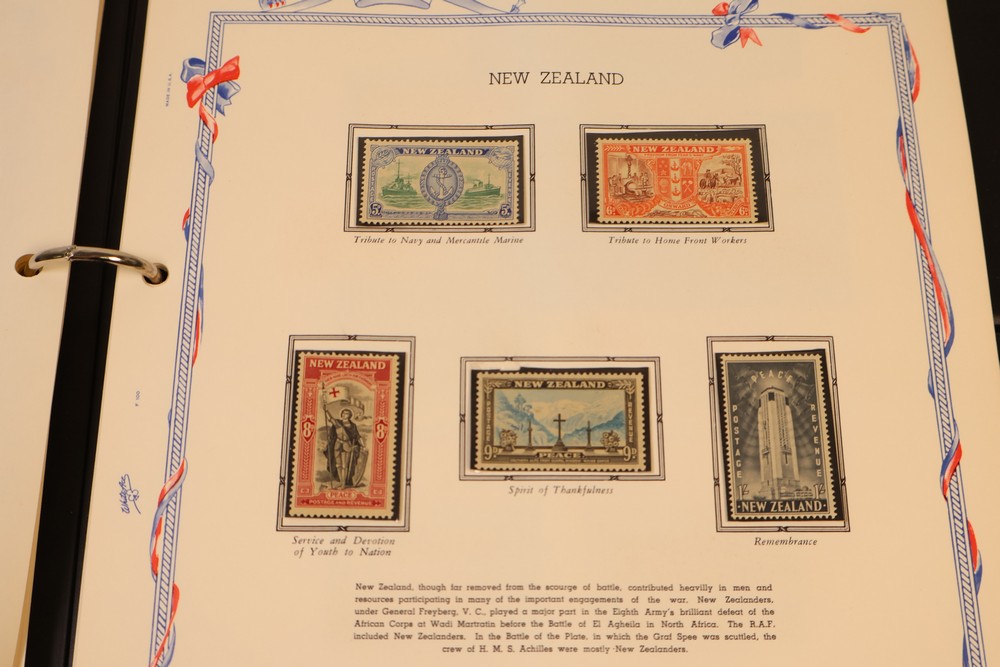 NEW ZEALAND
MADE IN U.S.A.
NEW ZEALAND
5D 5D
Tribute to Navy and Mercantile Marine
NEW ZEALAND
6D 6D
Tribute to Home Front Workers
NEW ZEALAND
8D 8D
PEACE
POSTAGE AND REVENUE
Service and Devotion
of Youth to Nation
NEW ZEALAND
POSTAGE REVENUE
9D 9D
PEACE
Spirit of Thankfulness
PEACE
POSTAGE REVENUE
1/- 1/-
NEW ZEALAND
Remembrance
New Zealand, though far removed from the scourge of battle, contributed heavilly in men and
resources participating in many of the important engagements of the war. New Zealanders,
under General Freyberg, V. C., played a major part in the Eighth Army's brilliant defeat of the
African Corps at Wadi Martratin before the Battle of El Agheila in North Africa. The R.A.F.
included New Zealanders. In the Battle of the Plate, in which the Graf Spee was scuttled, the
crew of H. M. S. Achilles were mostly New Zealanders.